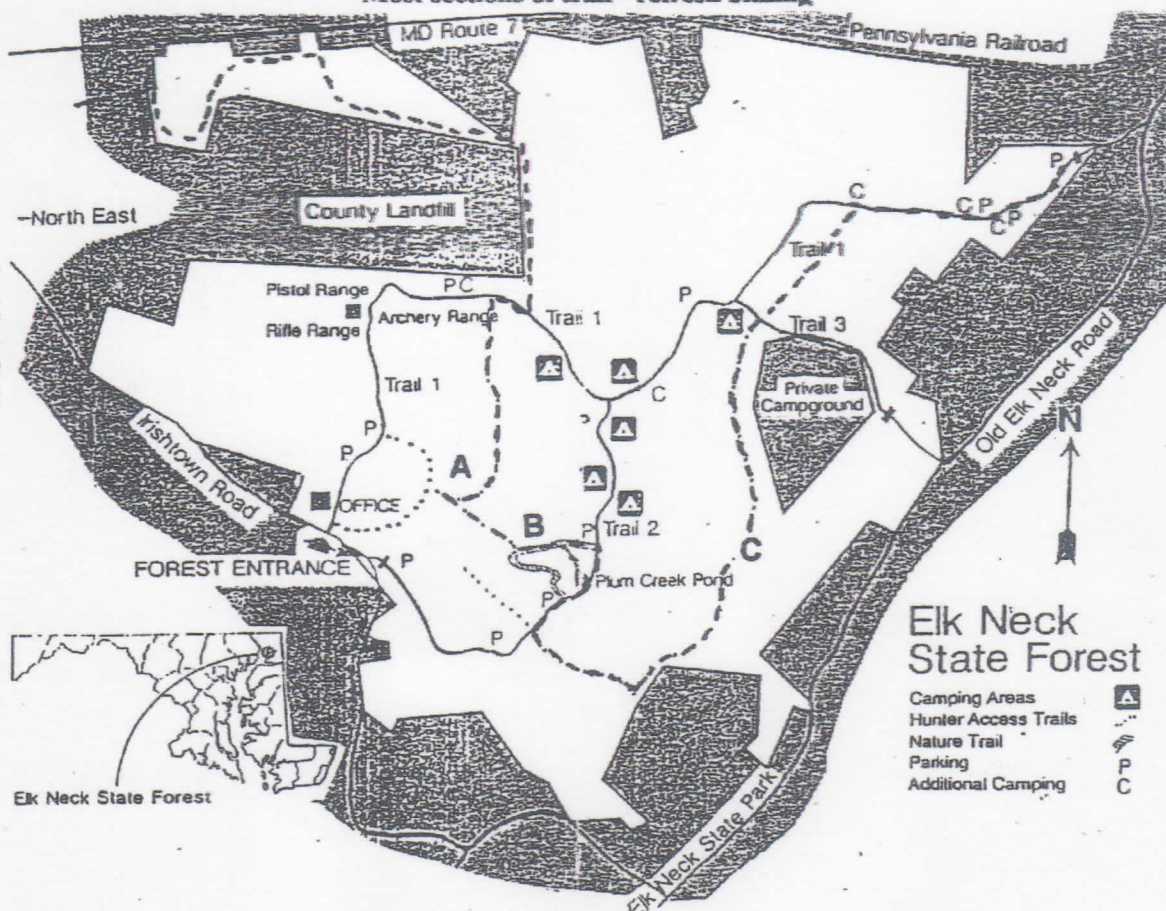 MD Route 7
Pennsylvania Railroad
P
C
C P
C P
North East
County Landfill
Trail 1
P C
P
Pistol Range
Archery Range
Trail 1
Trail 3
Rifle Range
Trail 1
C
Private
Campground
Old Elk Neck Road
N
Irishtown Road
P
P
P
A
OFFICE
B
P
Trail 2
C
FOREST ENTRANCE
P
Plum Creek Pond
P
P
Elk Neck
State Forest
Camping Areas
Hunter Access Trails
Nature Trail
Parking P
Additional Camping C
Elk Neck State Forest
Elk Neck State Park